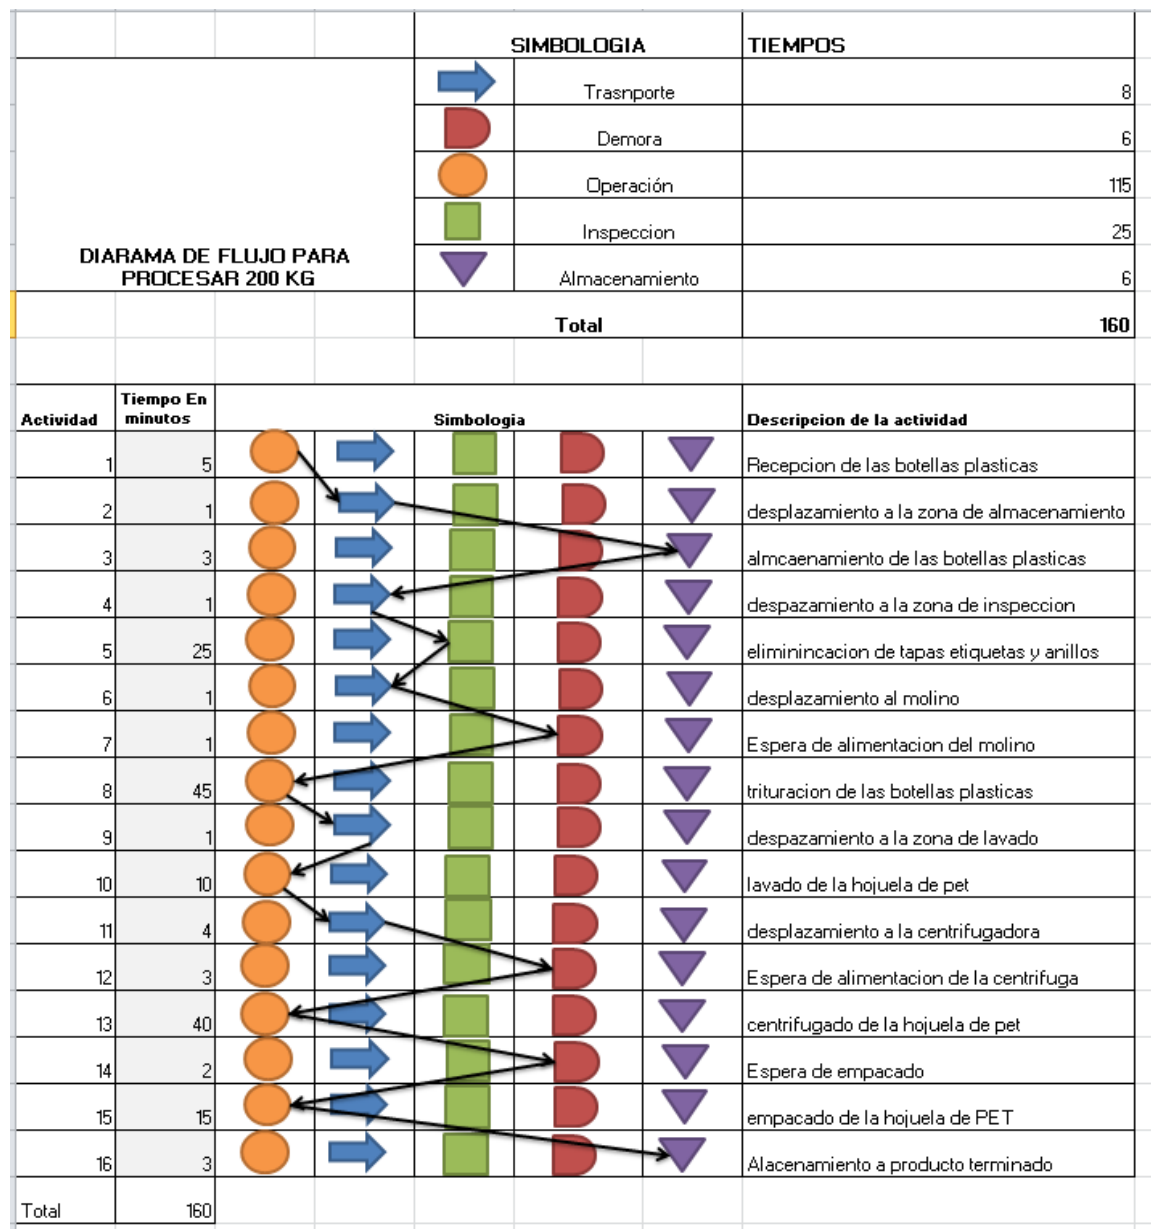 SIMBOLOGIA TIEMPOS
Trasnporte 8
Demora 6
Operación 115
Inspeccion 25
DIARAMA DE FLUJO PARA
PROCESAR 200 KG
Almacenamiento 6
Total 160
Actividad Tiempo En
minutos Simbologia Descripcion de la actividad
1 5 Recepcion de las botellas plasticas
2 1 desplazamiento a la zona de almacenamiento
3 3 almcaenamiento de las botellas plasticas
4 1 despazamiento a la zona de inspeccion
5 25 eliminincacion de tapas etiquetas y anillos
6 1 desplazamiento al molino
7 1 Espera de alimentacion del molino
8 45 trituracion de las botellas plasticas
9 1 despazamiento a la zona de lavado
10 10 lavado de la hojuela de pet
11 4 desplazamiento a la centrifugadora
12 3 Espera de alimentacion de la centrifuga
13 40 centrifugado de la hojuela de pet
14 2 Espera de empacado
15 15 empacado de la hojuela de PET
16 3 Alacenamiento a producto terminado
Total 160